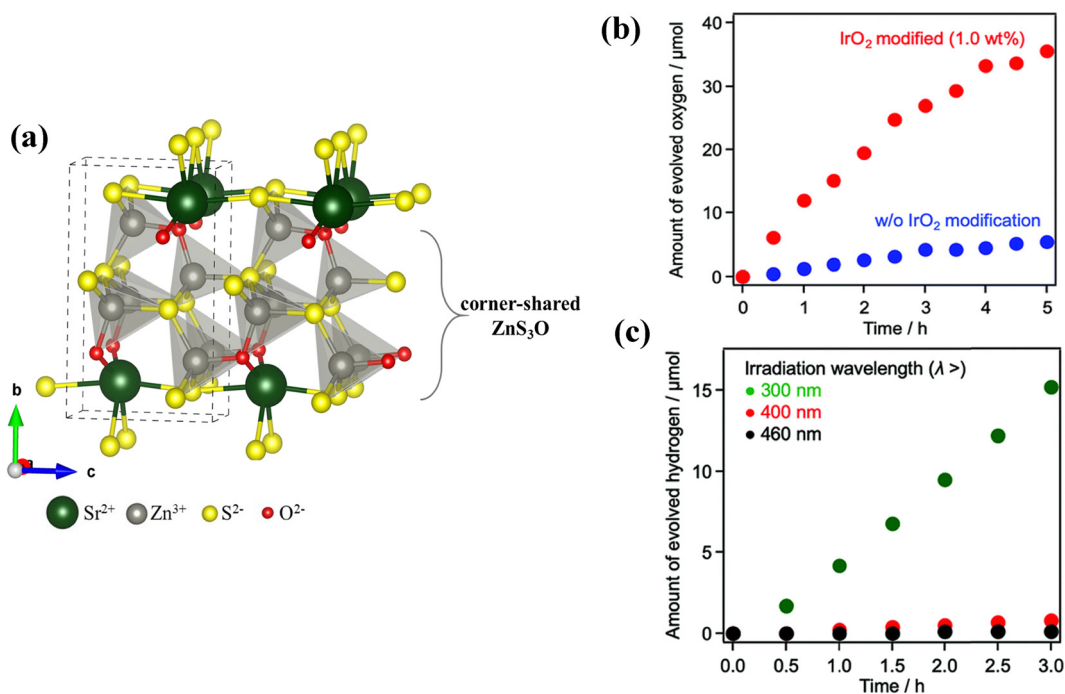 (a)
corner-shared
ZnS₃O
b
a
c
Sr²⁺ Zn³⁺ S²⁻ O²⁻
(b)
Amount of evolved oxygen / μmol
40
30
20
10
0
IrO₂ modified (1.0 wt%)
w/o IrO₂ modification
0 1 2 3 4 5
Time / h
(c)
Amount of evolved hydrogen / μmol
15
10
5
0
Irradiation wavelength (λ >)
300 nm
400 nm
460 nm
0.0 0.5 1.0 1.5 2.0 2.5 3.0
Time / h